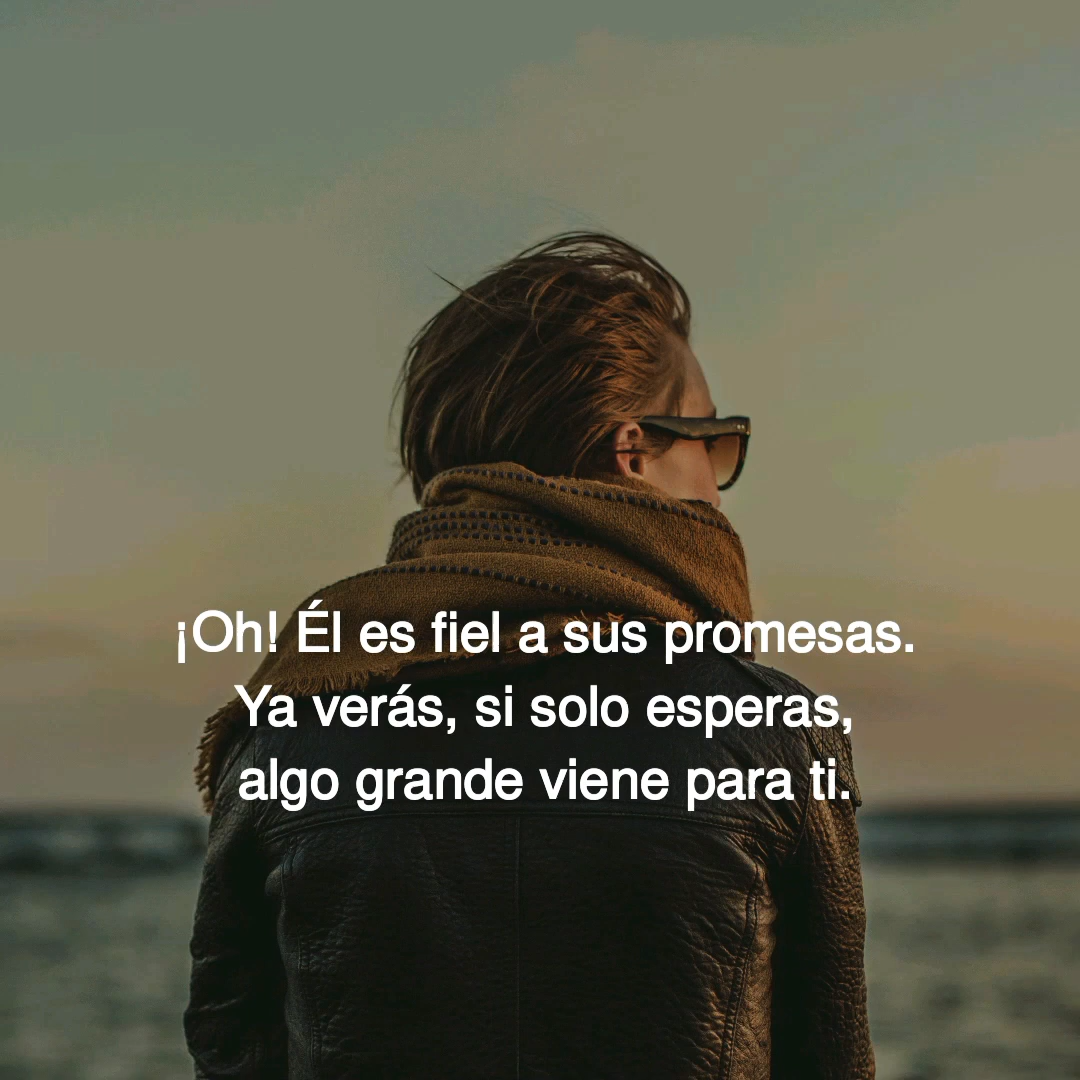 ¡Oh! Él es fiel a sus promesas.
Ya verás, si solo esperas,
algo grande viene para ti.